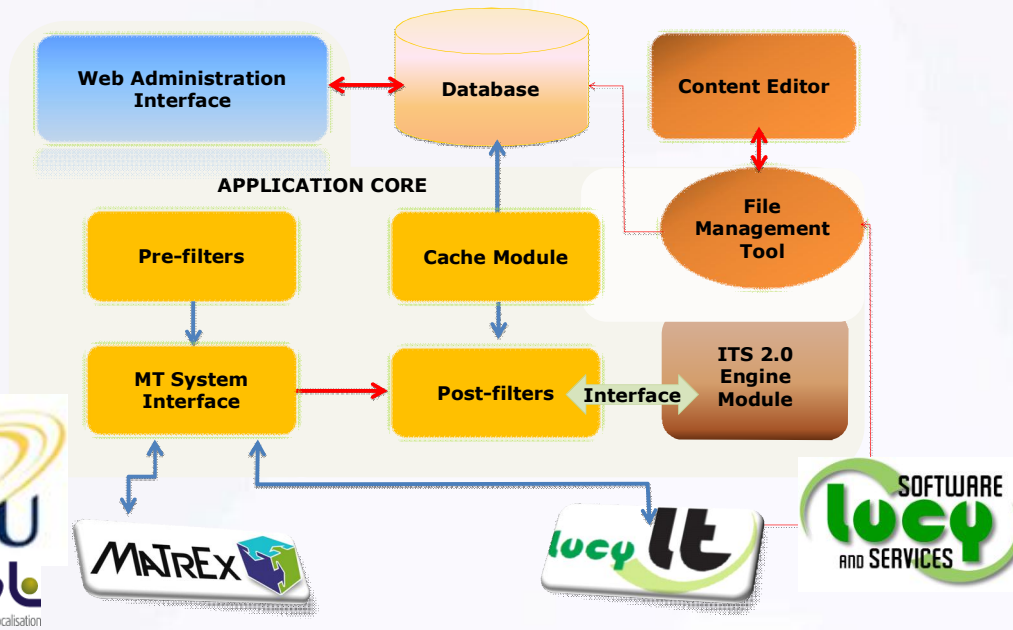 Web Administration
Interface
Database
Content Editor
APPLICATION CORE
File
Management
Tool
Pre-filters
Cache Module
MT System
Interface
Post-filters
Interface
ITS 2.0
Engine
Module
U
MATREX
lucy lt
SOFTWARE
lucy
AND SERVICES